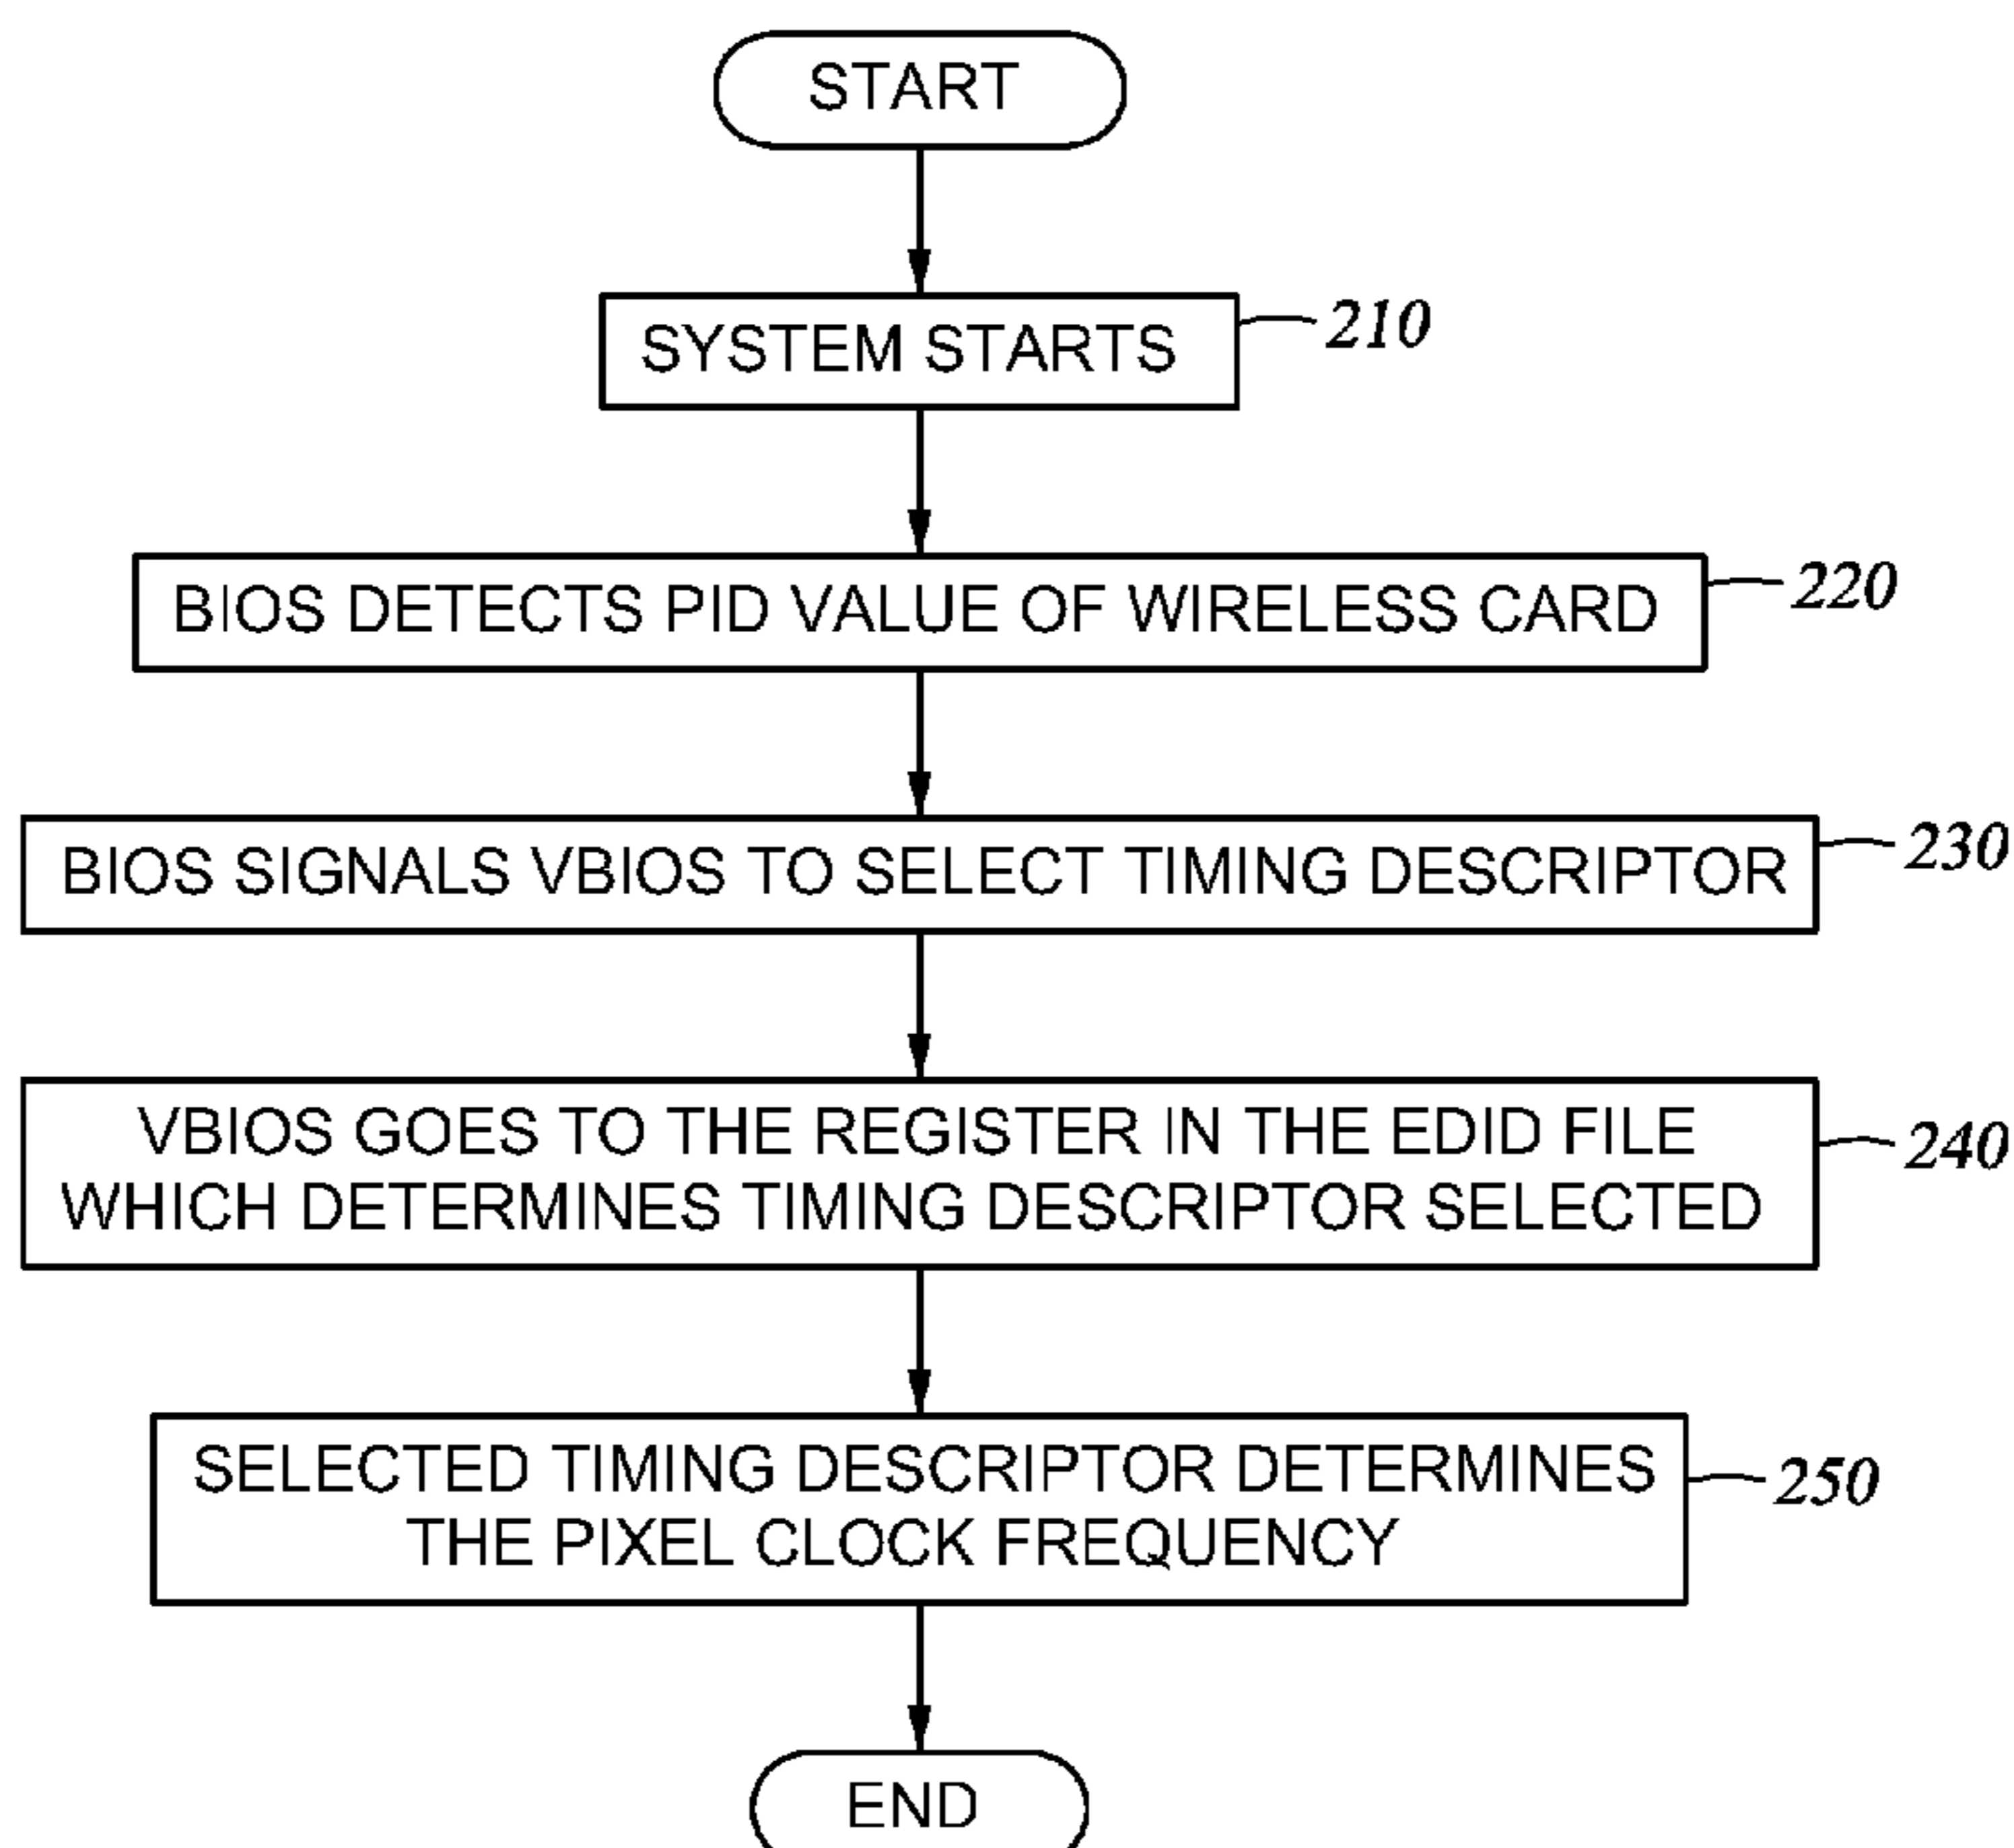 START
SYSTEM STARTS
210
BIOS DETECTS PID VALUE OF WIRELESS CARD
220
BIOS SIGNALS VBIOS TO SELECT TIMING DESCRIPTOR
230
VBIOS GOES TO THE REGISTER IN THE EDID FILE
WHICH DETERMINES TIMING DESCRIPTOR SELECTED
240
SELECTED TIMING DESCRIPTOR DETERMINES
THE PIXEL CLOCK FREQUENCY
250
END